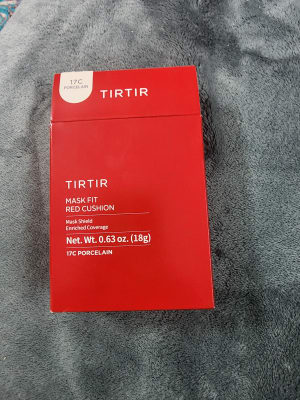 17C
PORCELAIN
TIRTIR
TIRTIR
MASK FIT
RED CUSHION
Mask Shield
Enriched Coverage
Net. Wt. 0.63 oz. (18g)
17C PORCELAIN